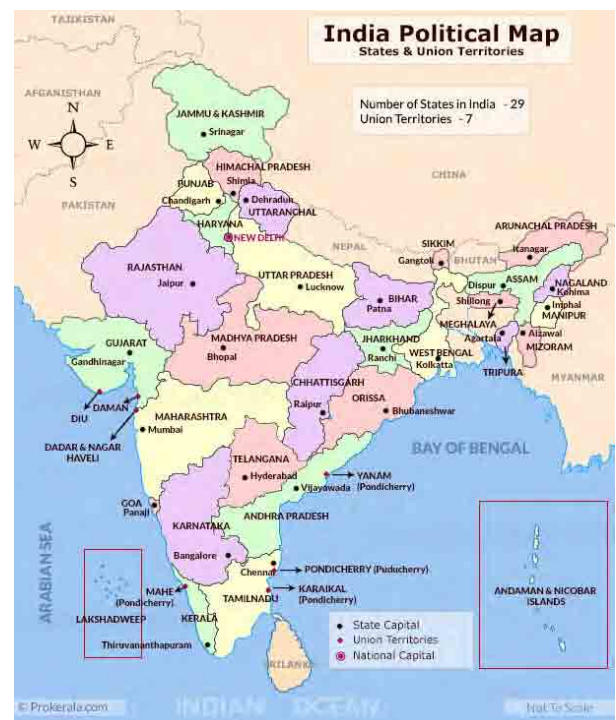 TAJIKISTAN
India Political Map
States & Union Territories
AFGANISTHAN
N
W
E
S
Number of States in India - 29
Union Territories - 7
JAMMU & KASHMIR
Srinagar
CHINA
HIMACHAL PRADESH
Shimla
PUNJAB
Chandigarh
Dehradun
UTTARANCHAL
PAKISTAN
HARYANA
NEW DELHI
ARUNACHAL PRADESH
Itanagar
NEPAL
SIKKIM
Gangtok
BHUTAN
RAJASTHAN
Jaipur
UTTAR PRADESH
Lucknow
BIHAR
Patna
Dispur
ASSAM
NAGALAND
Kohima
Shillong
Imphal
MANIPUR
MEGHALAYA
Agartala
Aizawal
MIZORAM
TRIPURA
MYANMAR
GUJARAT
Gandhinagar
MADHYA PRADESH
Bhopal
JHARKHAND
Ranchi
WEST BENGAL
Kolkatta
CHHATTISGARH
Raipur
ORISSA
Bhubaneshwar
DIU
DAMAN
DADAR & NAGAR
HAVELI
MAHARASHTRA
Mumbai
BAY OF BENGAL
TELANGANA
Hyderabad
YANAM
(Pondicherry)
Vijayawada
GOA
Panaji
KARNATAKA
ANDHRA PRADESH
ARABIAN SEA
Bangalore
Chennai
PONDICHERRY (Puducherry)
KARAIKAL
(Pondicherry)
MAHE
(Pondicherry)
TAMILNADU
LAKSHADWEEP
KERALA
Thiruvananthapuram
ANDAMAN & NICOBAR
ISLANDS
State Capital
Union Territories
National Capital
SRILANKA
INDIAN OCEAN
© Prokerala.com
Not To Scale